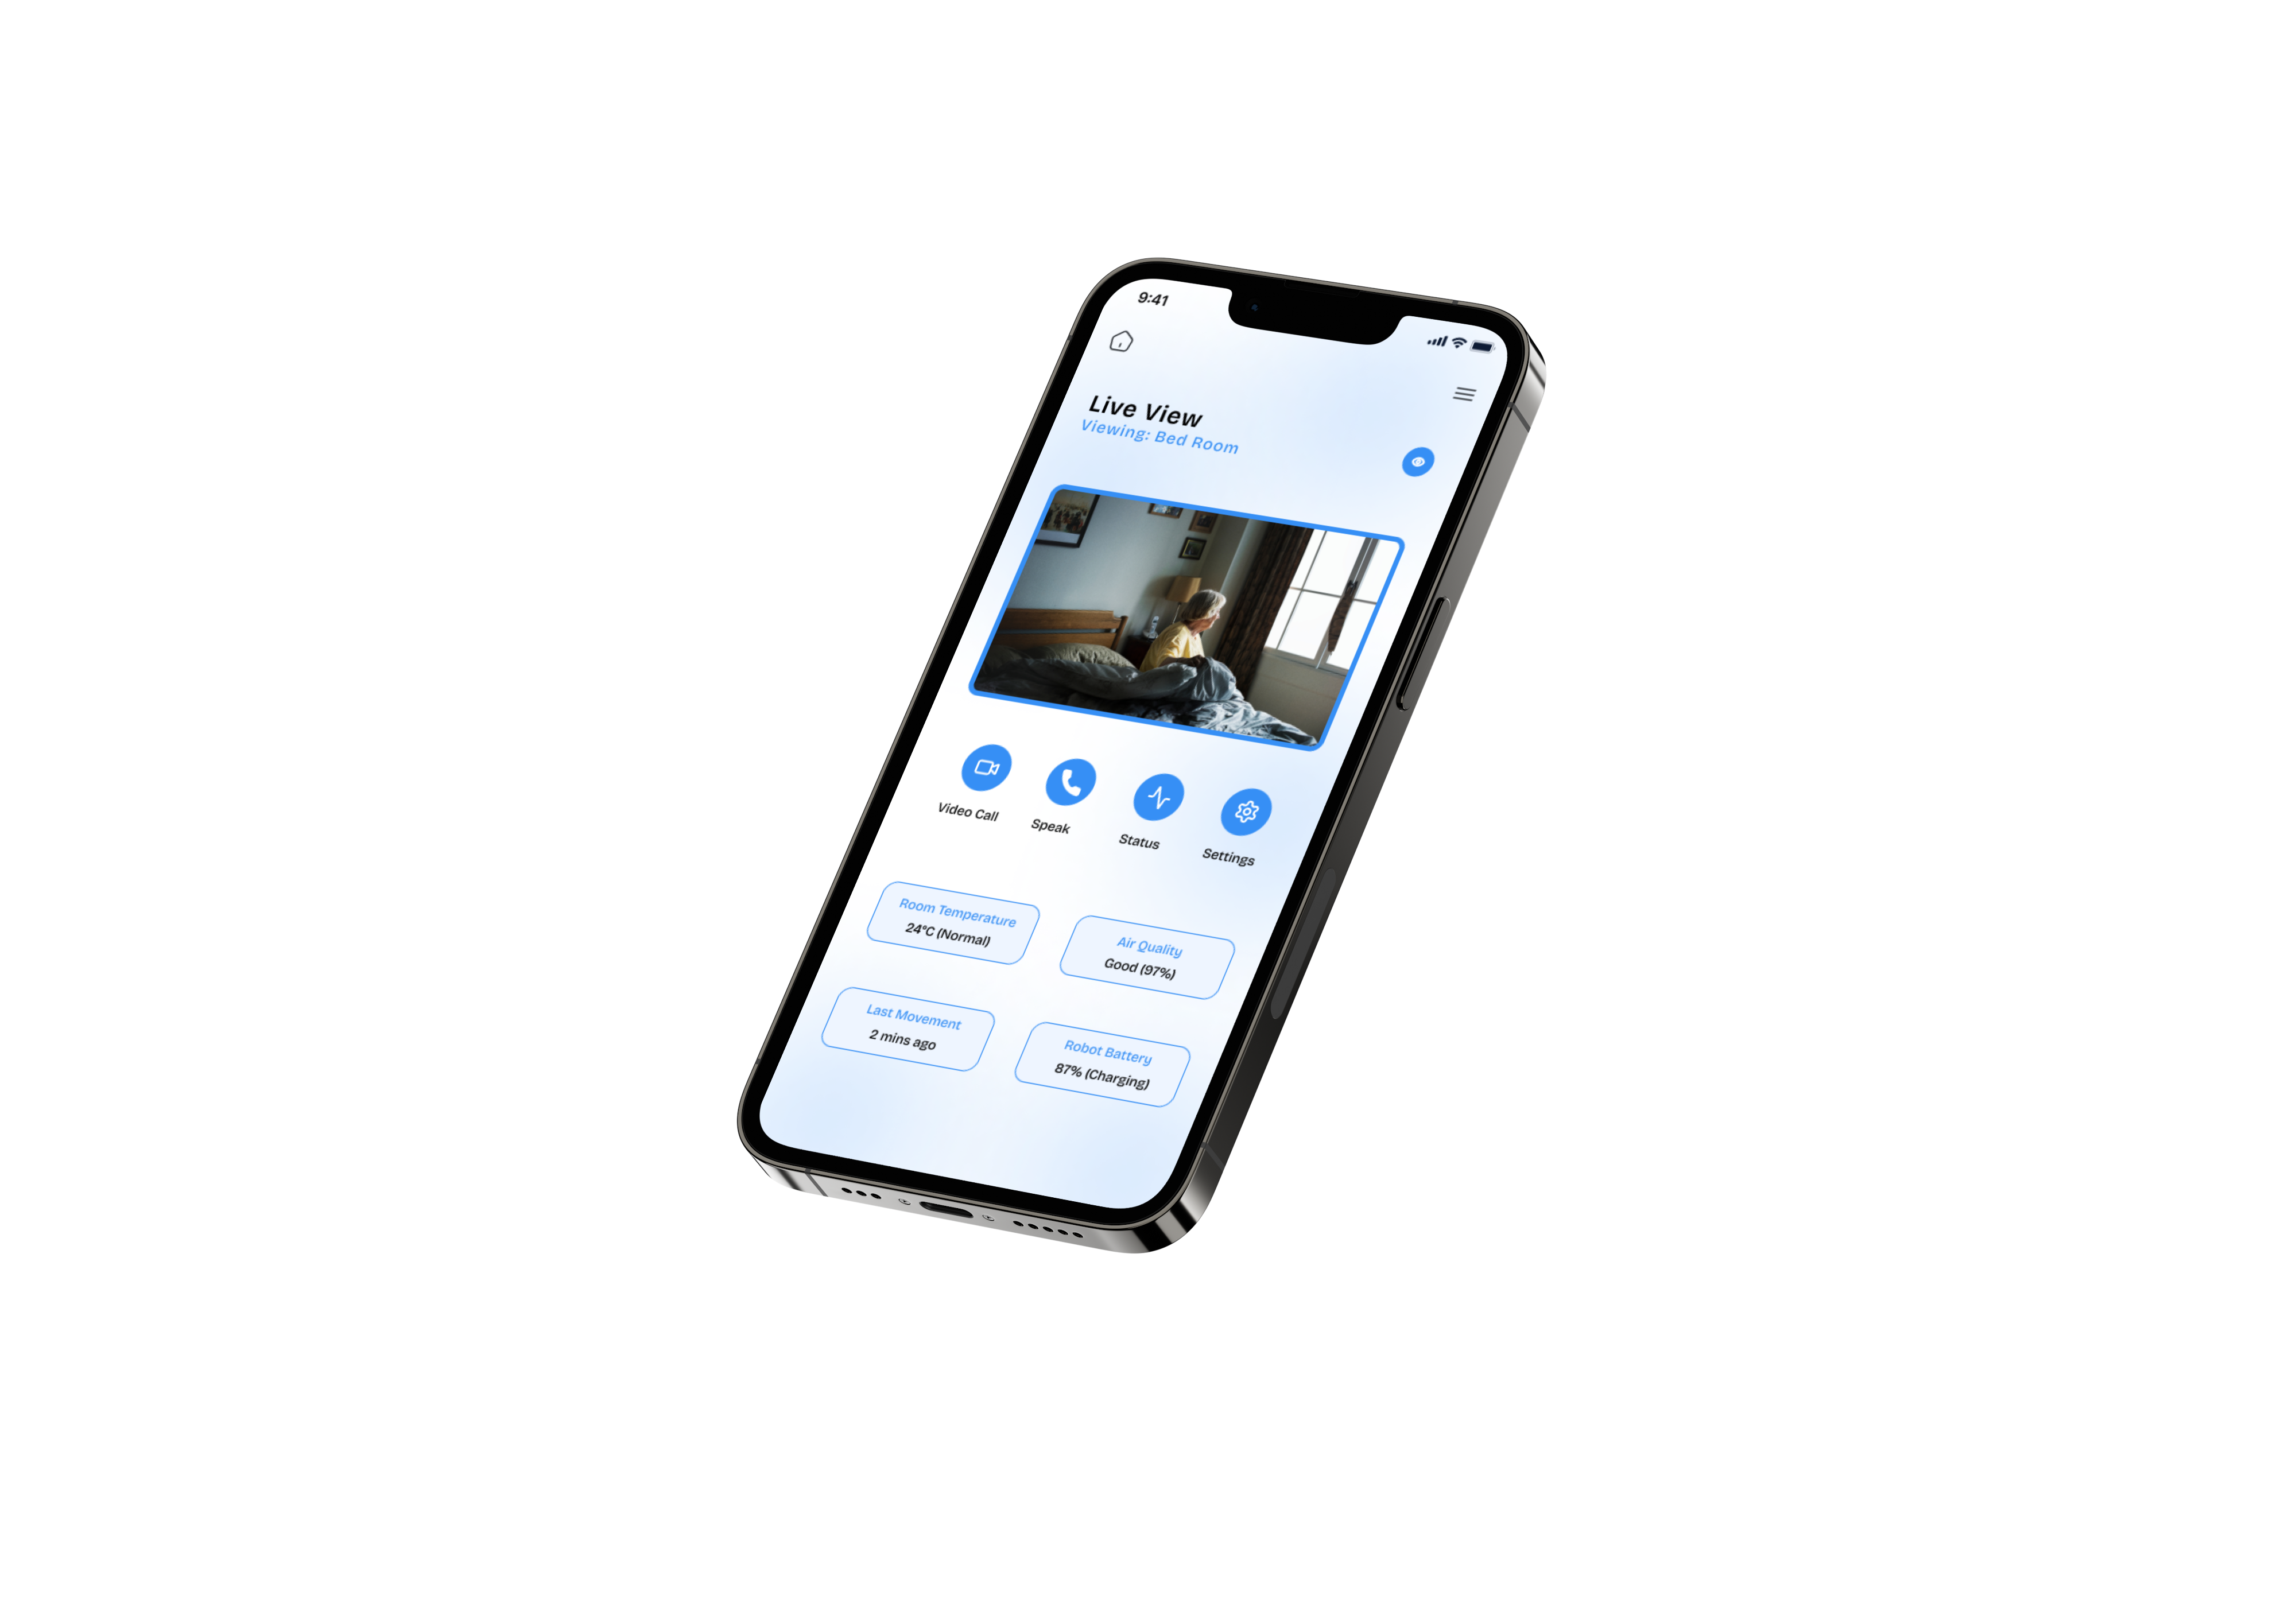 9:41
Live View
Viewing: Bed Room
Video Call
Speak
Status
Settings
Room Temperature
24°C (Normal)
Air Quality
Good (97%)
Last Movement
2 mins ago
Robot Battery
87% (Charging)